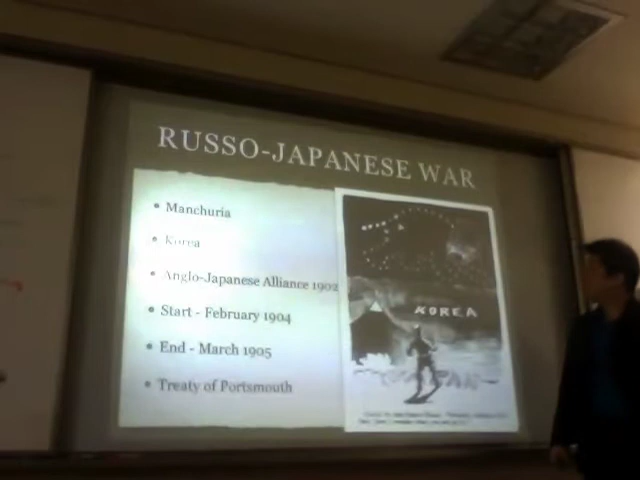 RUSSO-JAPANESE WAR
• Manchuria
• Korea
• Anglo-Japanese Alliance 1902
• Start - February 1904
• End - March 1905
• Treaty of Portsmouth
KOREA